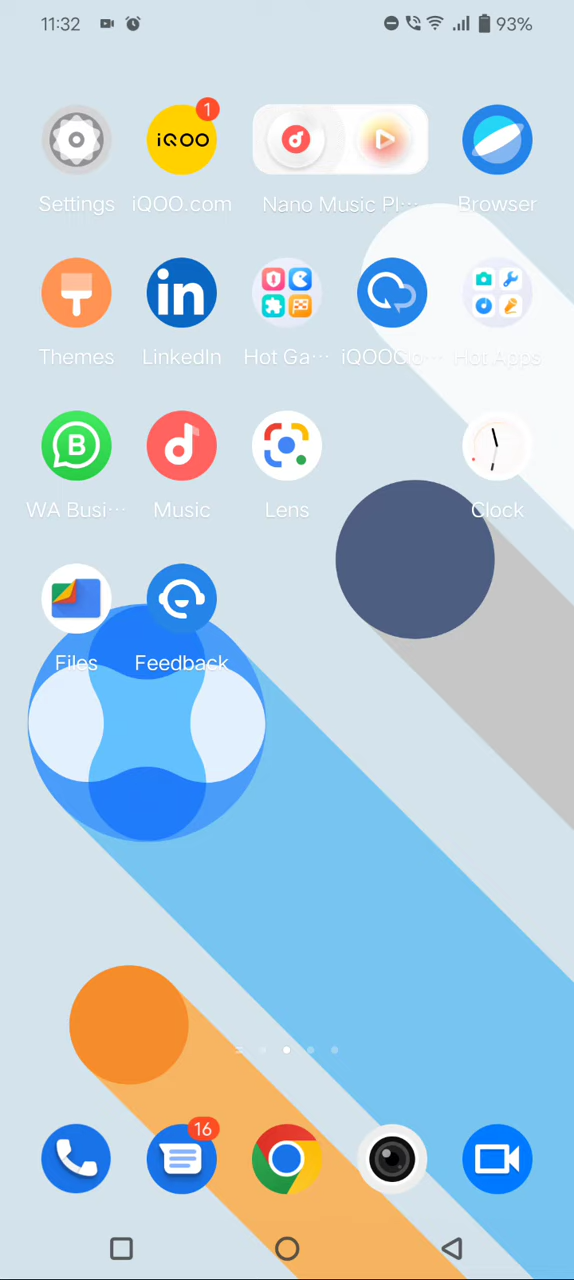 11:32 93%
1
iQOO
Settings iQOO.com Nano Music Pl··· Browser
in
Themes LinkedIn Hot Ga··· iQOOClo··· Hot Apps
B
WA Busi··· Music Lens Clock
Files Feedback
16